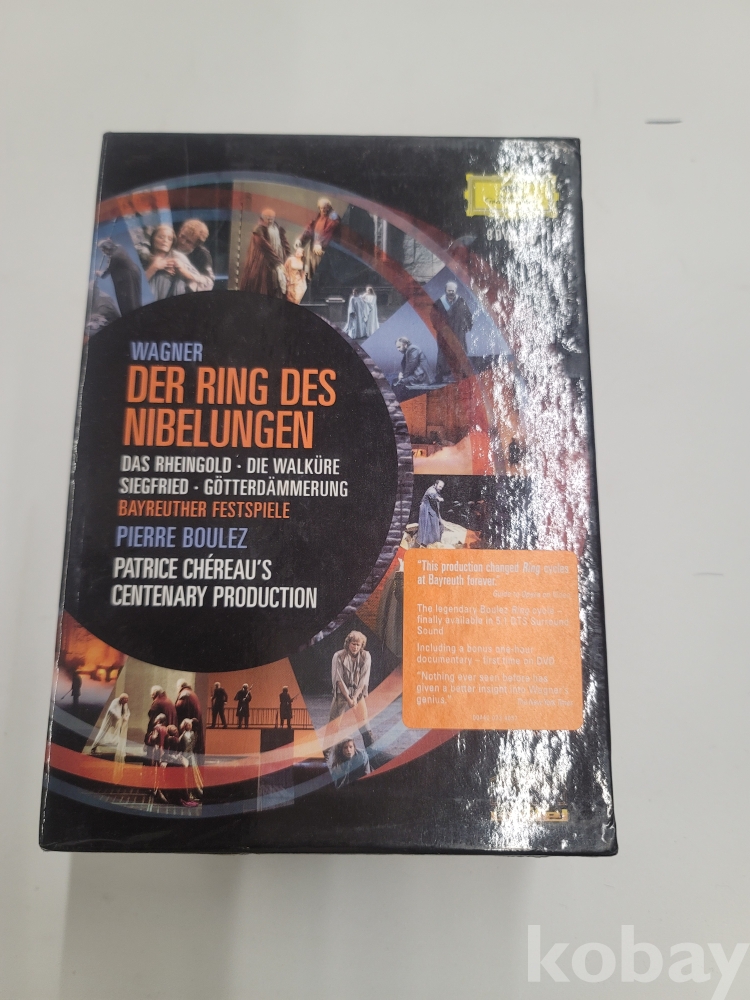 WAGNER
DER RING DES
NIBELUNGEN
DAS RHEINGOLD · DIE WALKÜRE
SIEGFRIED · GÖTTERDÄMMERUNG
BAYREUTHER FESTSPIELE
PIERRE BOULEZ
PATRICE CHÉREAU'S
CENTENARY PRODUCTION
"This production changed Ring cycles
at Bayreuth forever."
The legendary Boulez Ring cycle –
finally available in 5.1 DTS Surround
Sound
Including a bonus one-hour
documentary – first time on DVD
"Nothing ever seen before has
given a better insight into Wagner's
genius."
kobay